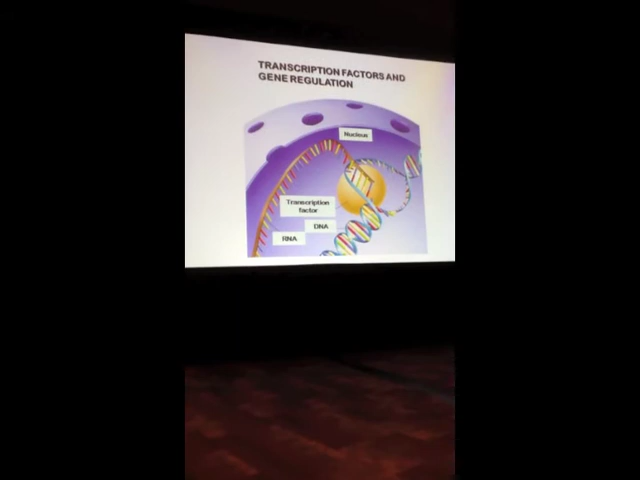 TRANSCRIPTION FACTORS AND
GENE REGULATION
Nucleus
Transcription
factor
DNA
RNA